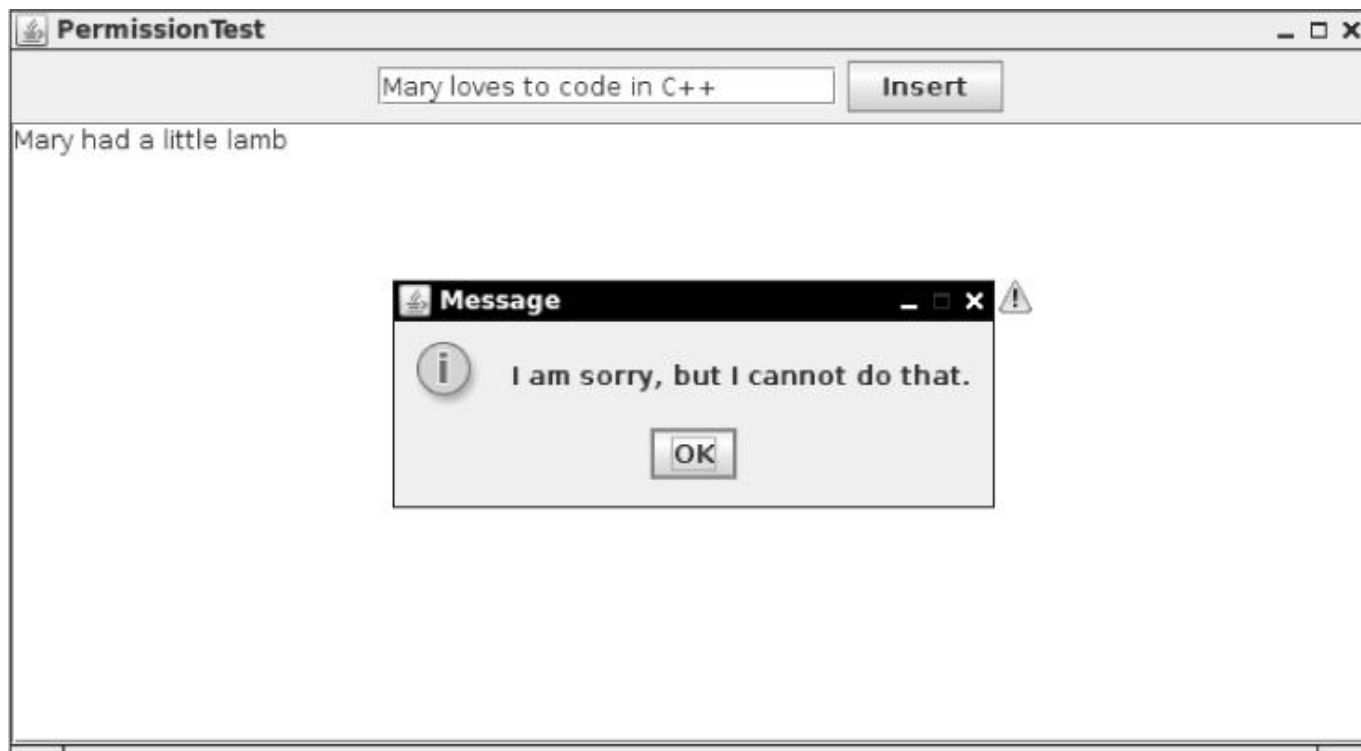 PermissionTest
Mary loves to code in C++ Insert
Mary had a little lamb
Message
I am sorry, but I cannot do that.
OK